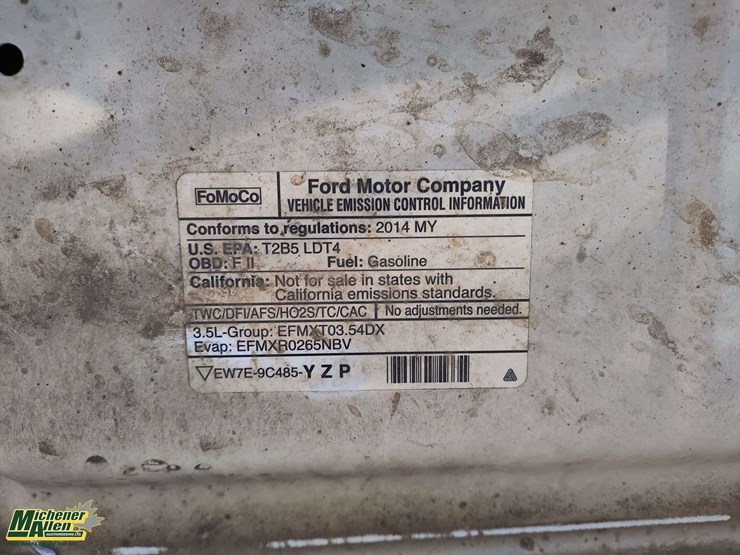 FoMoCo
Ford Motor Company
VEHICLE EMISSION CONTROL INFORMATION
Conforms to regulations: 2014 MY
U.S. EPA: T2B5 LDT4
OBD: F II Fuel: Gasoline
California: Not for sale in states with
California emissions standards.
TWC/DFI/AFS/HO2S/TC/CAC No adjustments needed.
3.5L-Group: EFMXT03.54DX
Evap: EFMXR0265NBV
EW7E-9C485-Y Z P
Michener
Allen
AUCTIONEERING LTD.